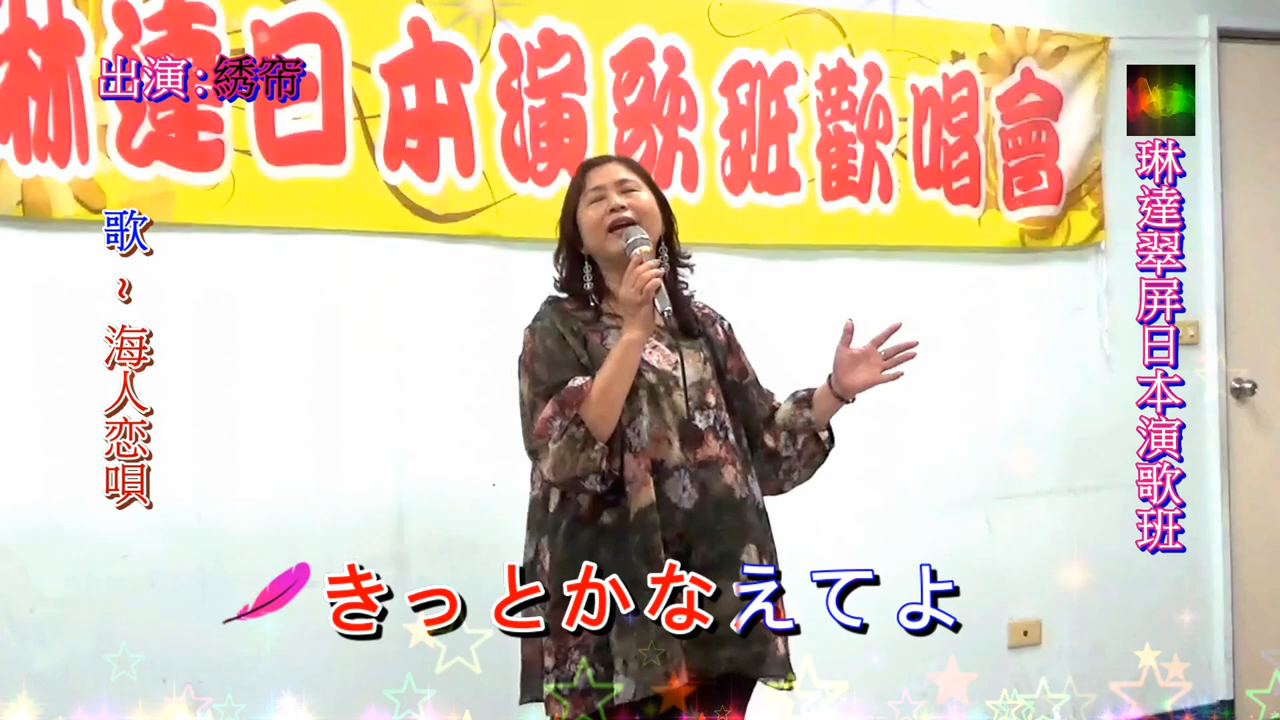 琳達日本演歌班歡唱會
出演:綉帘
歌~海人恋唄
琳達翠屏日本演歌班
きっとかなえてよ